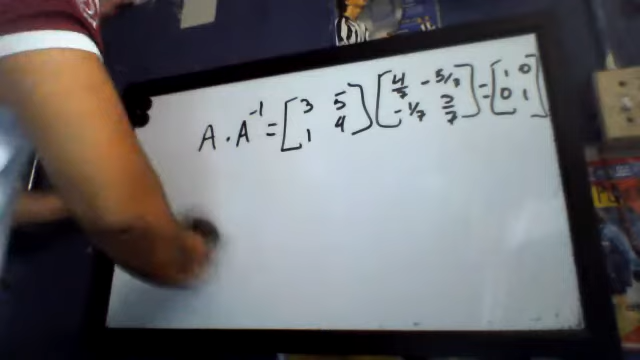 A · A⁻¹ = [3 5] [4/7 -5/7] = [1 0]
[1 4] [-1/7 3/7] [0 1]